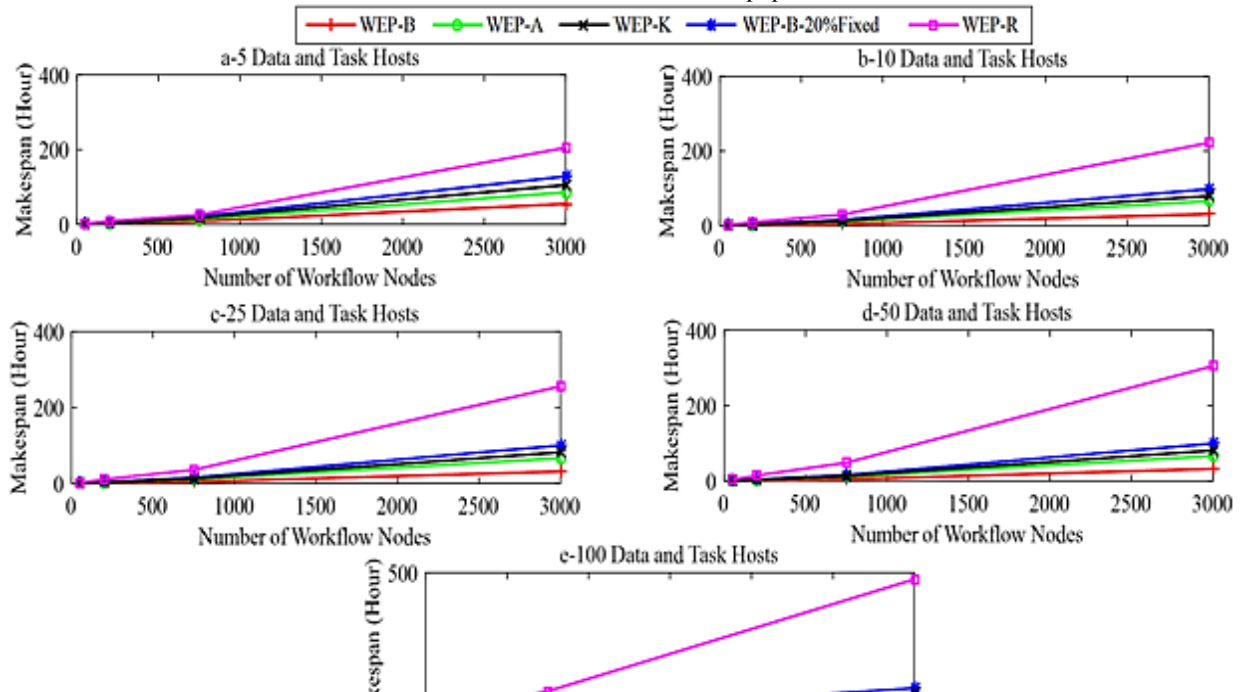 WEP-B WEP-A WEP-K WEP-B-20%Fixed WEP-R
a-5 Data and Task Hosts
Makespan (Hour)
400
200
0
0 500 1000 1500 2000 2500 3000
Number of Workflow Nodes
b-10 Data and Task Hosts
Makespan (Hour)
400
200
0
0 500 1000 1500 2000 2500 3000
Number of Workflow Nodes
c-25 Data and Task Hosts
Makespan (Hour)
400
200
0
0 500 1000 1500 2000 2500 3000
Number of Workflow Nodes
d-50 Data and Task Hosts
Makespan (Hour)
400
200
0
0 500 1000 1500 2000 2500 3000
Number of Workflow Nodes
e-100 Data and Task Hosts
kespan (Hour)
500